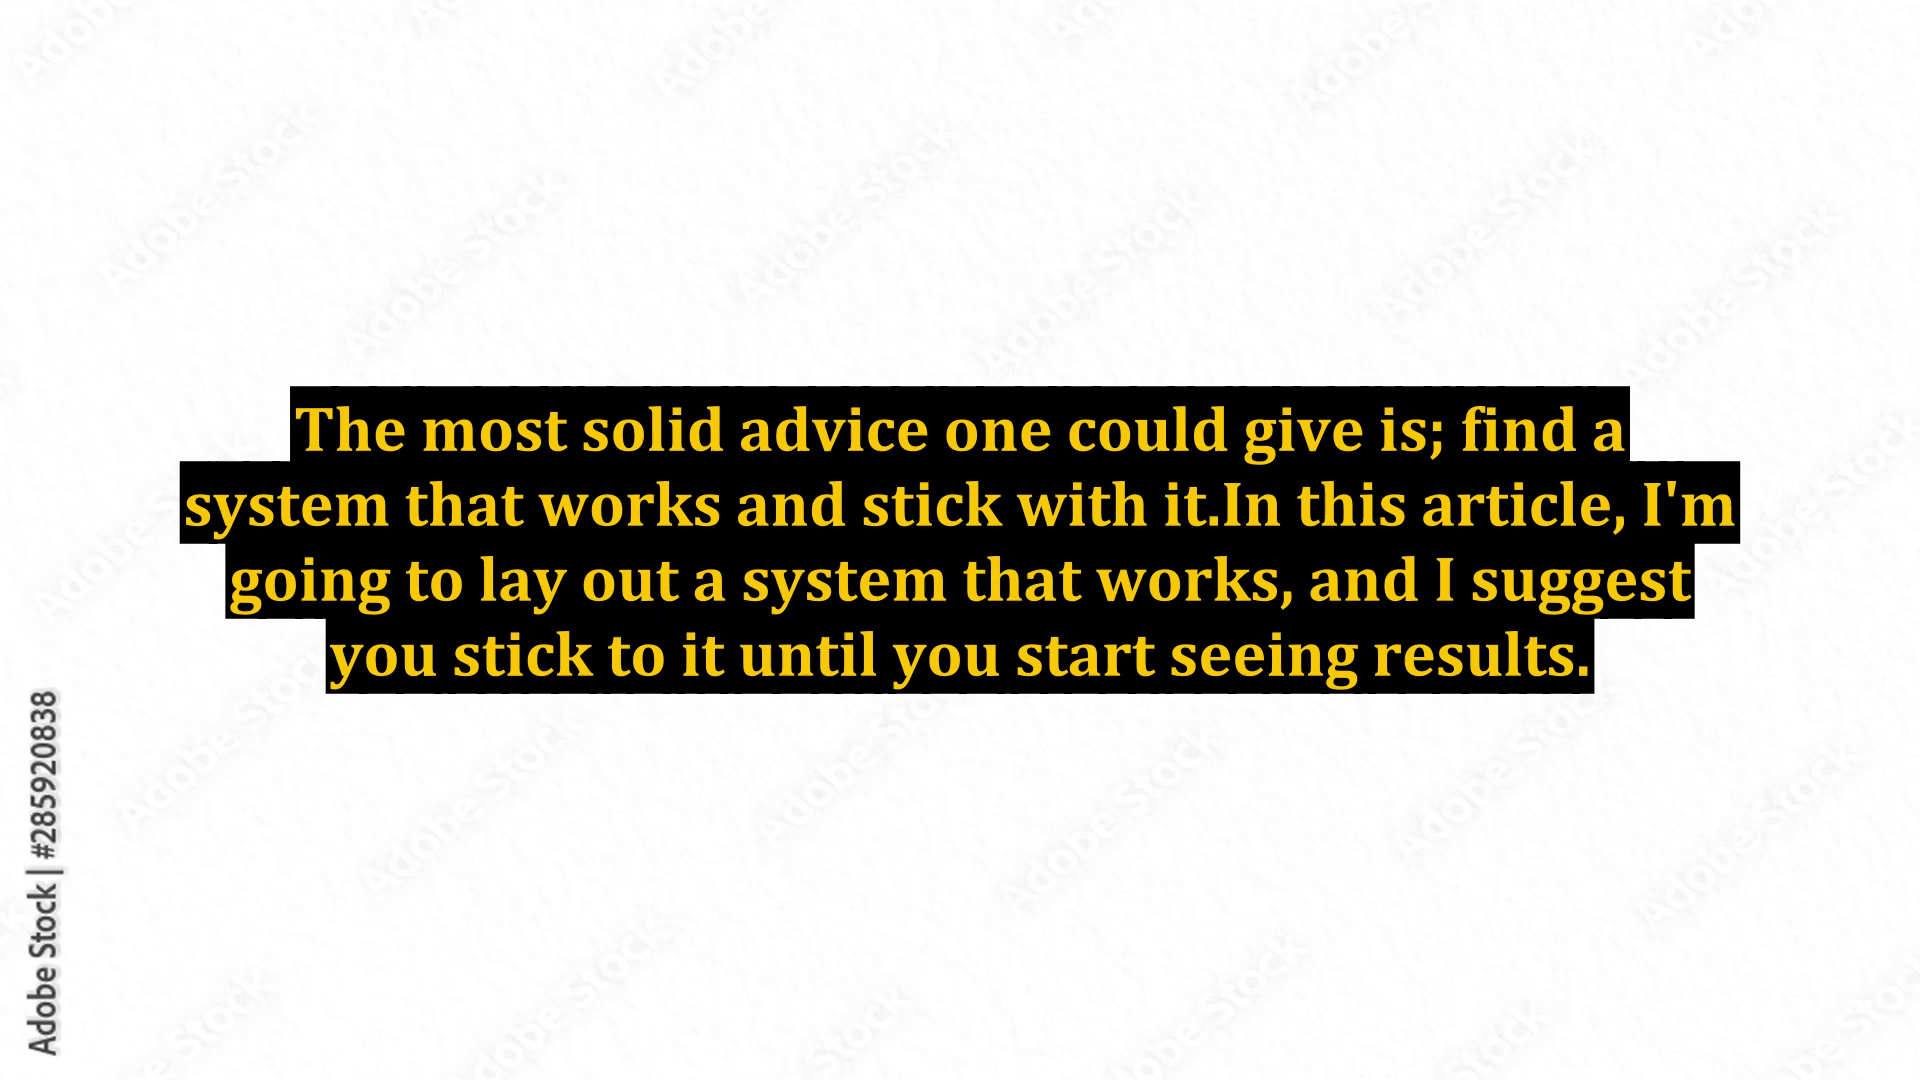 The most solid advice one could give is; find a
system that works and stick with it.In this article, I'm
going to lay out a system that works, and I suggest
you stick to it until you start seeing results.
Adobe Stock | #285920838
Adobe Stock